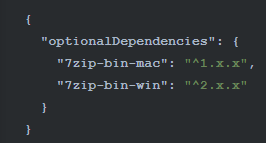 {
  "optionalDependencies": {
    "7zip-bin-mac": "^1.x.x",
    "7zip-bin-win": "^2.x.x"
  }
}